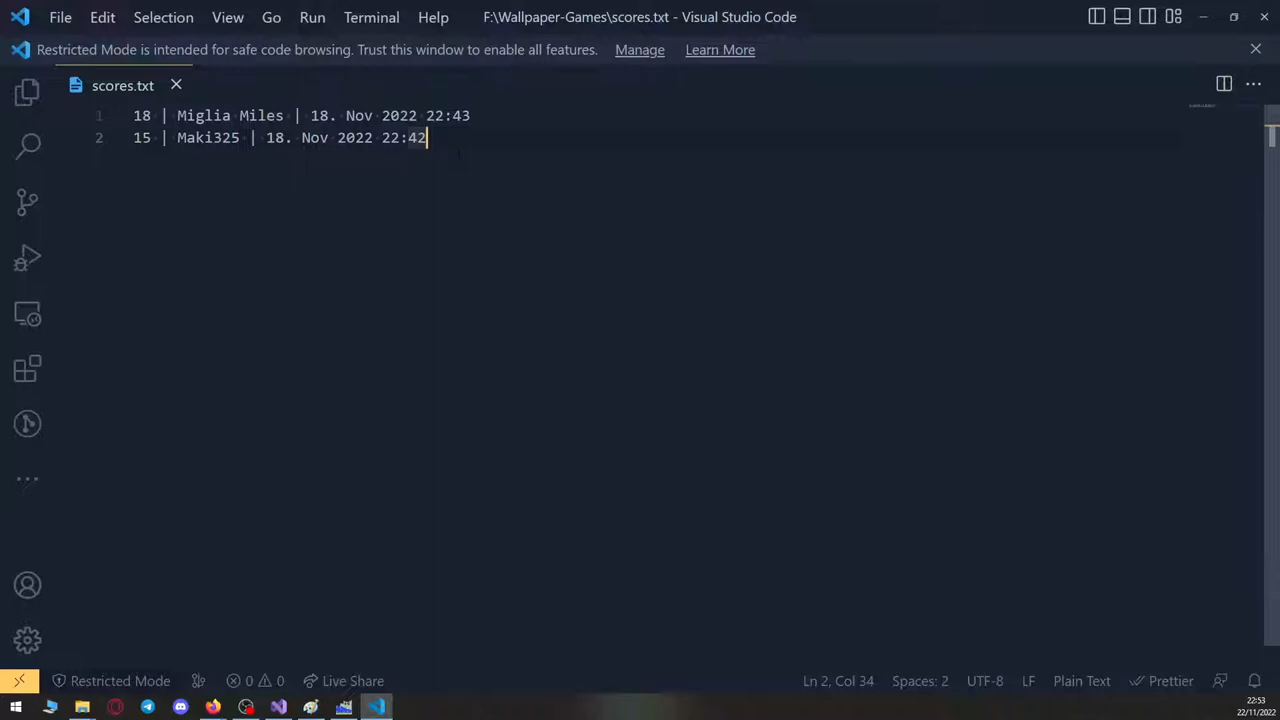 File Edit Selection View Go Run Terminal Help F:\Wallpaper-Games\scores.txt - Visual Studio Code
Restricted Mode is intended for safe code browsing. Trust this window to enable all features. Manage Learn More
scores.txt
1 18 | Miglia Miles | 18. Nov 2022 22:43
2 15 | Maki325 | 18. Nov 2022 22:42
Restricted Mode 0 0 Live Share Ln 2, Col 34 Spaces: 2 UTF-8 LF Plain Text Prettier
22:53
22/11/2022